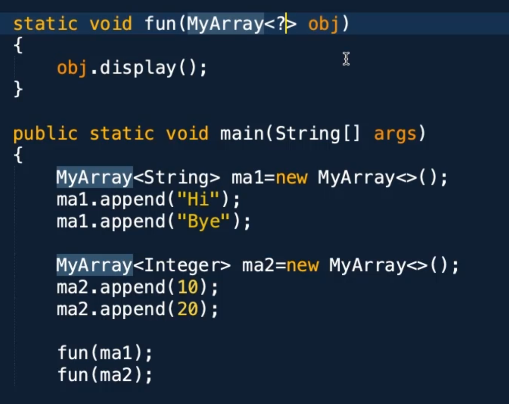 static void fun(MyArray<?> obj)
{
    obj.display();
}

public static void main(String[] args)
{
    MyArray<String> ma1=new MyArray<>();
    ma1.append("Hi");
    ma1.append("Bye");

    MyArray<Integer> ma2=new MyArray<>();
    ma2.append(10);
    ma2.append(20);

    fun(ma1);
    fun(ma2);